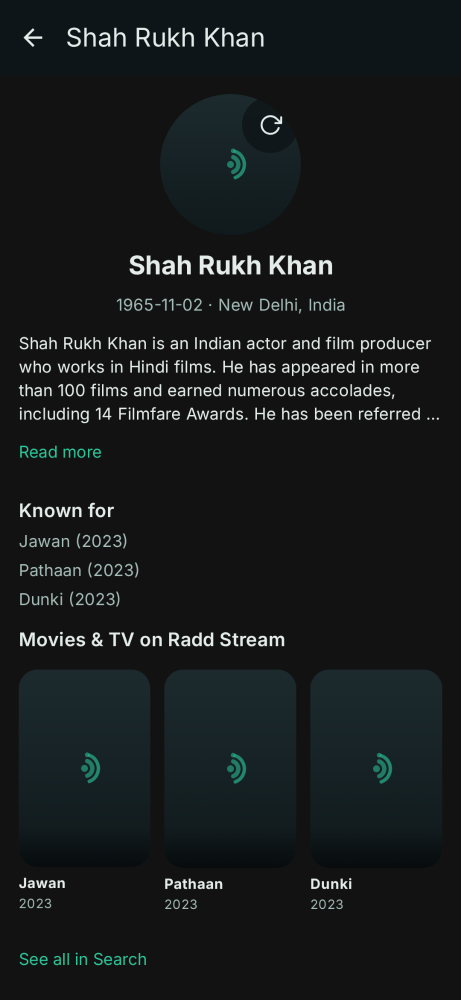 Shah Rukh Khan
Shah Rukh Khan
1965-11-02 · New Delhi, India
Shah Rukh Khan is an Indian actor and film producer
who works in Hindi films. He has appeared in more
than 100 films and earned numerous accolades,
including 14 Filmfare Awards. He has been referred ...
Read more
Known for
Jawan (2023)
Pathaan (2023)
Dunki (2023)
Movies & TV on Radd Stream
Jawan
2023
Pathaan
2023
Dunki
2023
See all in Search